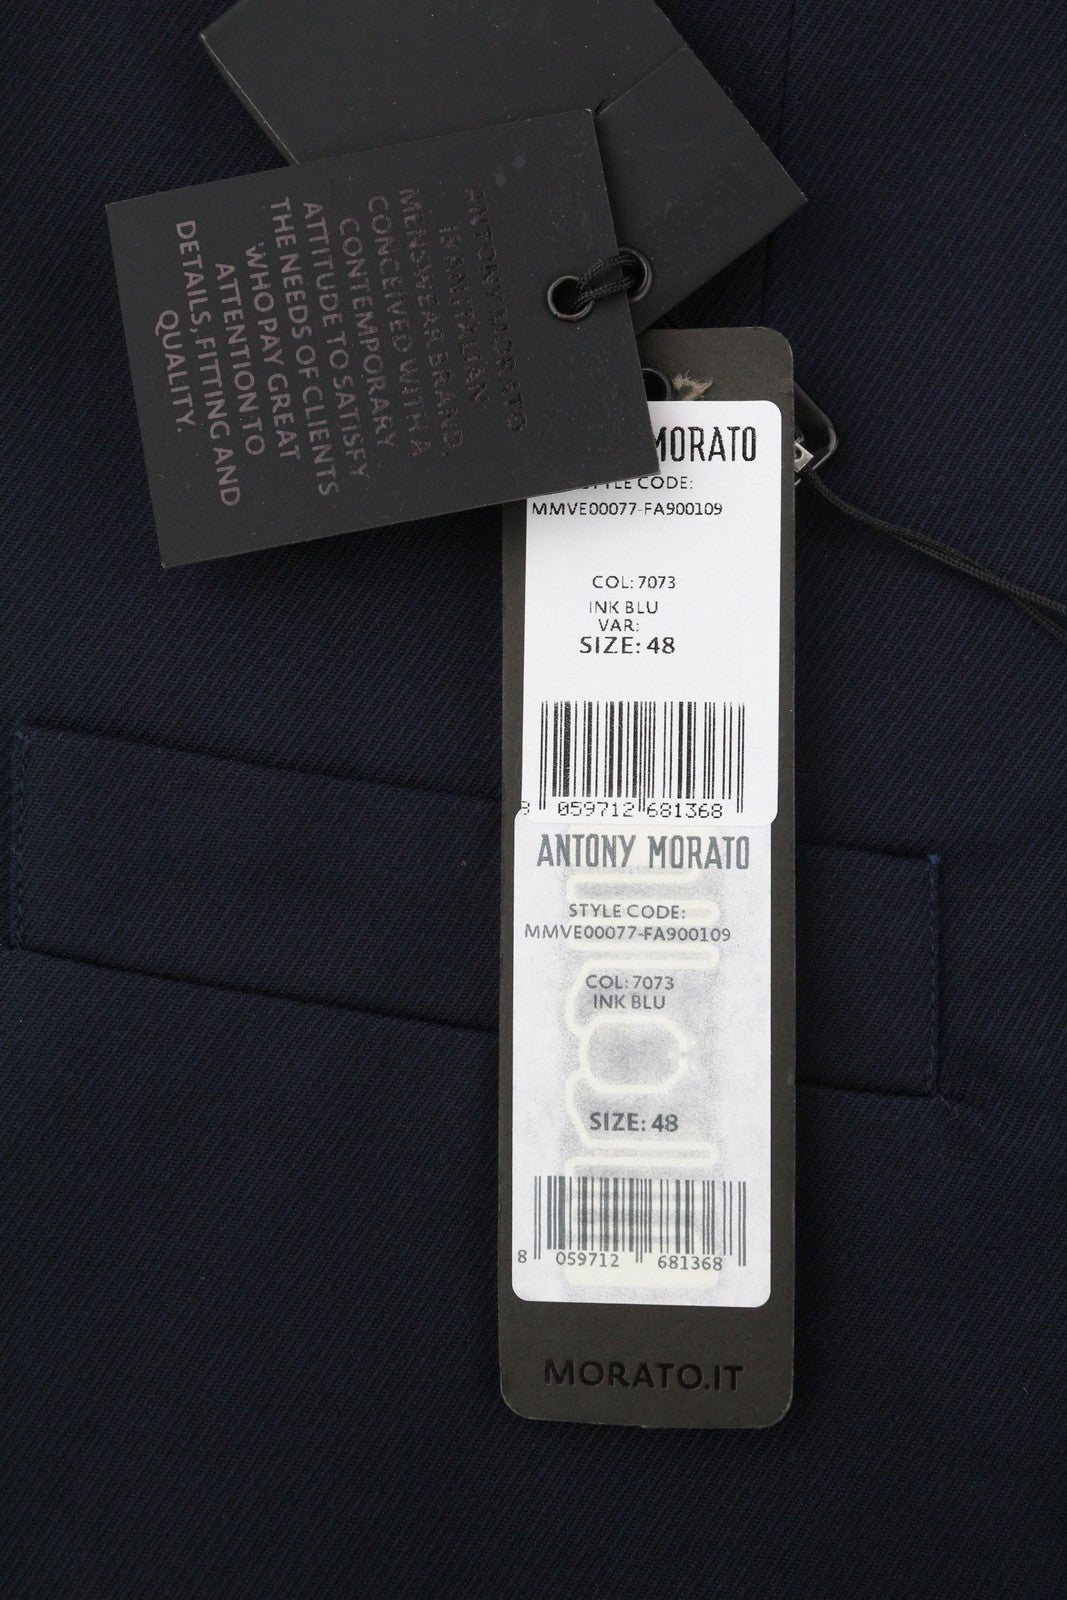 ANTONY MORATO
IS AN ITALIAN
MENSWEAR BRAND.
CONCEIVED WITH A
CONTEMPORARY
ATTITUDE TO SATISFY
THE NEEDS OF CLIENTS
WHO PAY GREAT
ATTENTION TO
DETAILS, FITTING AND
QUALITY.
MORATO
STYLE CODE:
MMVE00077-FA900109
COL: 7073
INK BLU
VAR:
SIZE: 48
8 059712 681368
ANTONY MORATO
STYLE CODE:
MMVE00077-FA900109
COL: 7073
INK BLU
SIZE: 48
8 059712 681368
MORATO.IT